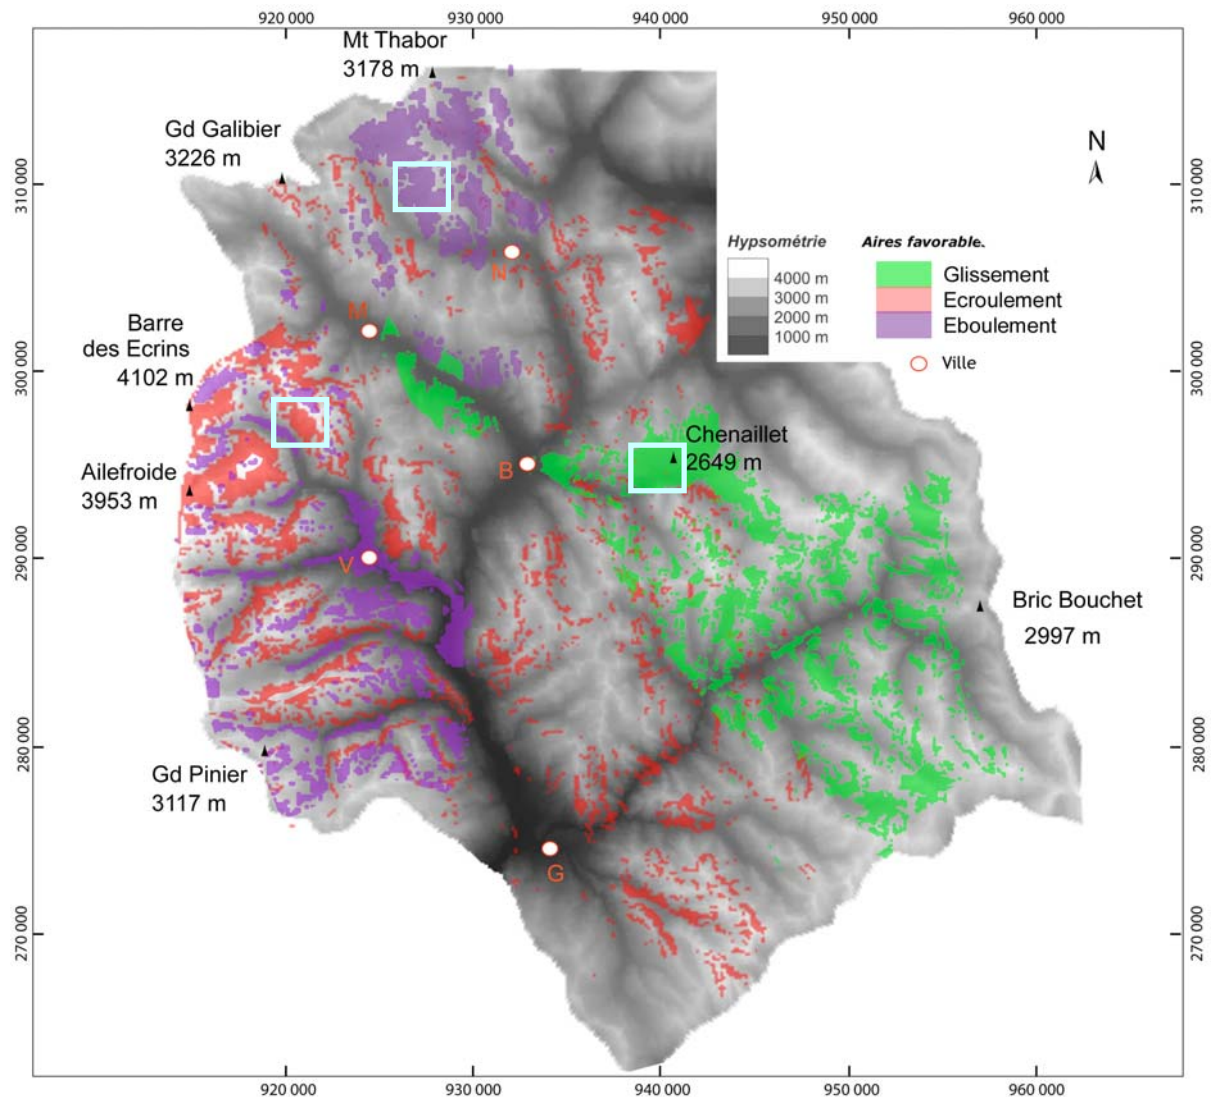 920 000 930 000 940 000 950 000 960 000
Mt Thabor
3178 m
Gd Galibier
3226 m
N
310 000
310 000
Hypsométrie
4000 m
3000 m
2000 m
1000 m
Aires favorable.
Glissement
Ecroulement
Eboulement
Ville
N
M
A
Barre
des Ecrins
4102 m
300 000
300 000
Chenaillet
2649 m
B
Ailefroide
3953 m
290 000
290 000
V
Bric Bouchet
2997 m
280 000
280 000
Gd Pinier
3117 m
G
270 000
270 000
920 000 930 000 940 000 950 000 960 000